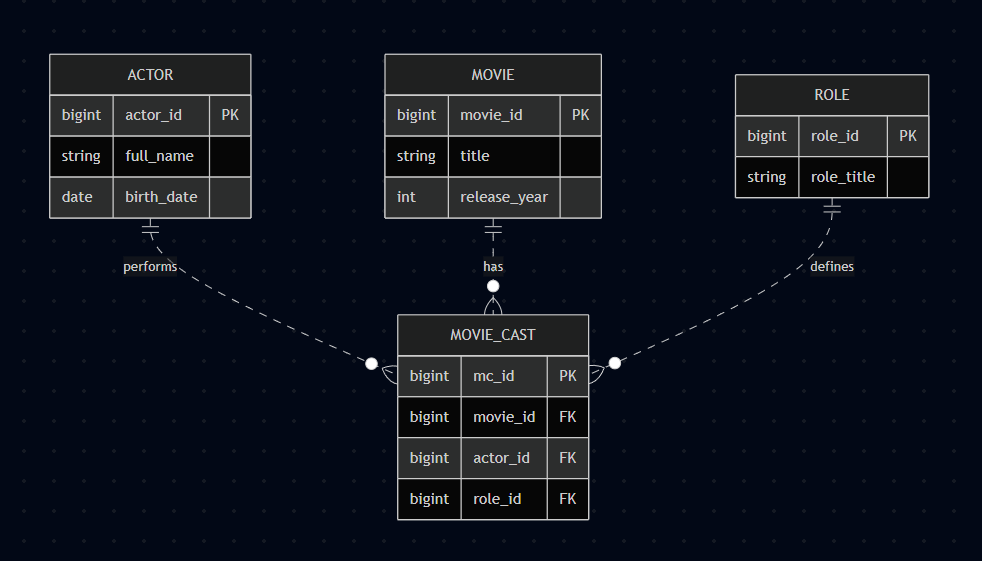 ACTOR
bigint actor_id PK
string full_name
date birth_date
MOVIE
bigint movie_id PK
string title
int release_year
ROLE
bigint role_id PK
string role_title
performs
has
defines
MOVIE_CAST
bigint mc_id PK
bigint movie_id FK
bigint actor_id FK
bigint role_id FK